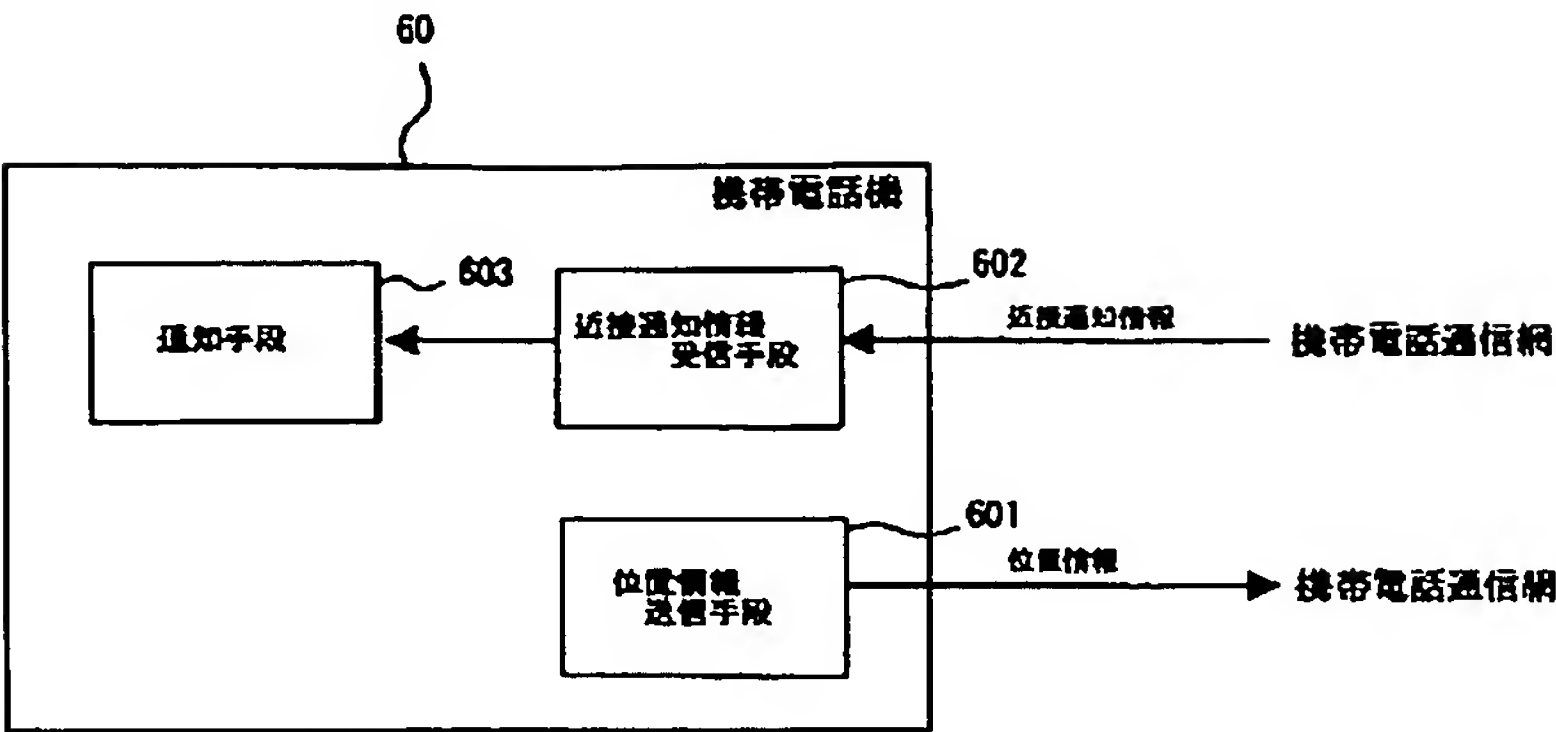 60
携帯電話機
603
602
通知手段
近接通知情報
受信手段
近接通知情報
携帯電話通信網
601
位置情報
送信手段
位置情報
携帯電話通信網